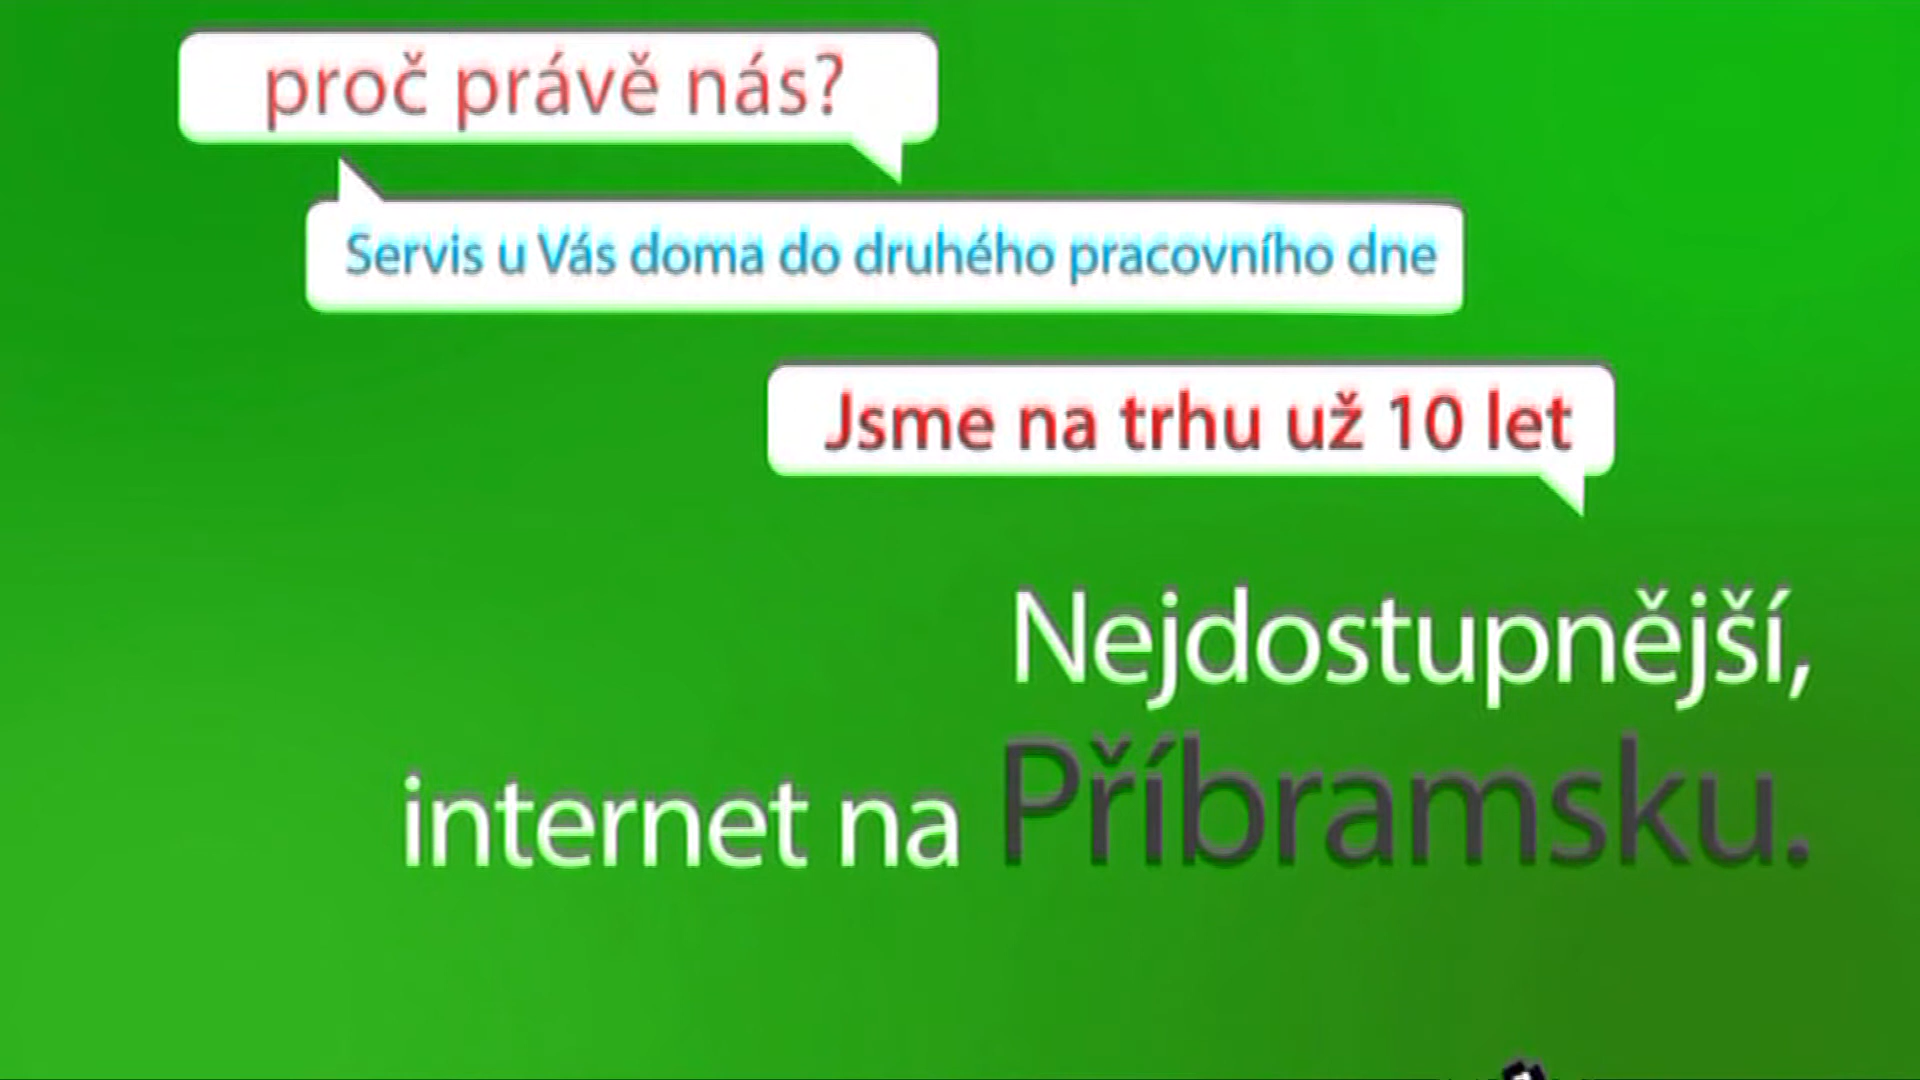 proč právě nás?
Servis u Vás doma do druhého pracovního dne
Jsme na trhu už 10 let
Nejdostupnější,
internet na Příbramsku.